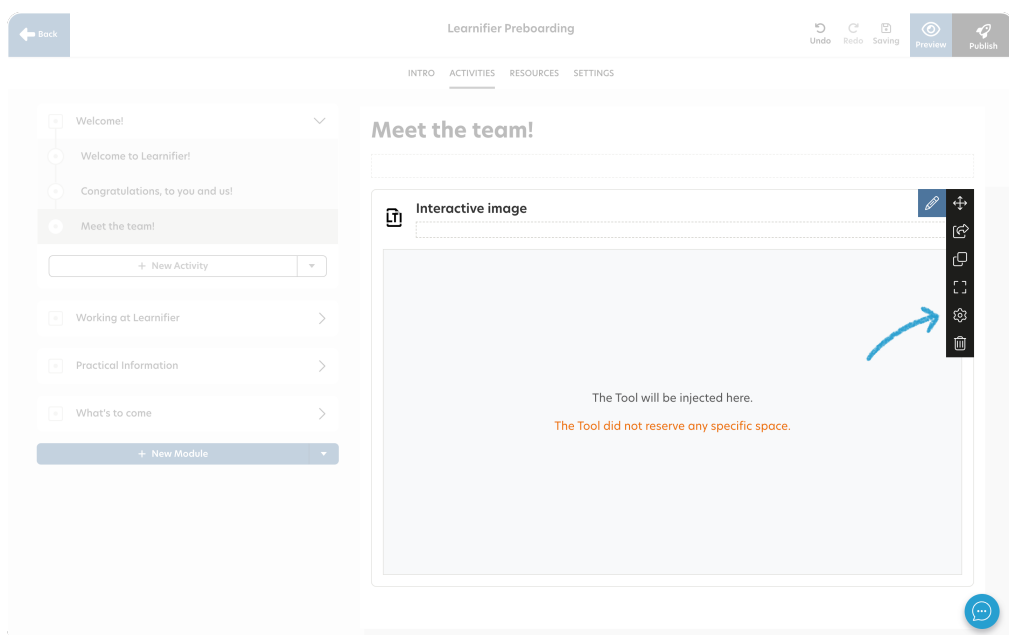 Back
Learnifier Preboarding
Undo
Redo
Saving
Preview
Publish
INTRO
ACTIVITIES
RESOURCES
SETTINGS
Welcome!
Welcome to Learnifier!
Congratulations, to you and us!
Meet the team!
+ New Activity
Working at Learnifier
Practical Information
What's to come
+ New Module
Meet the team!
Interactive image
The Tool will be injected here.
The Tool did not reserve any specific space.